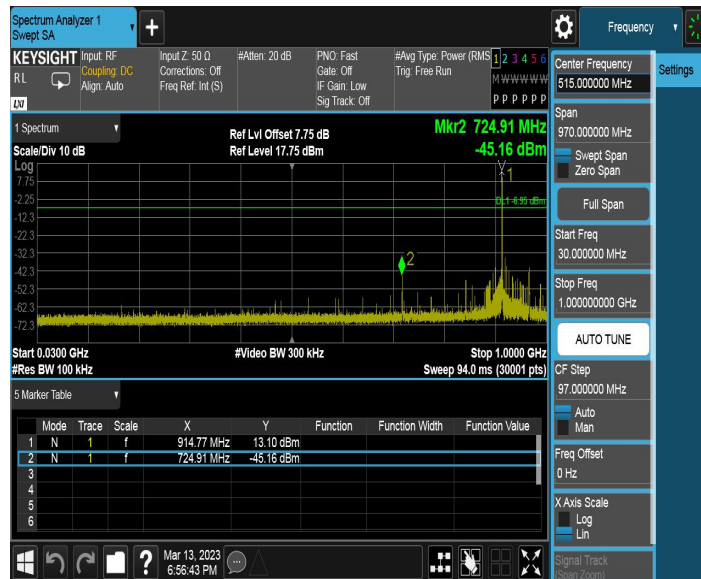 Spectrum Analyzer 1
Swept SA
Frequency
KEYSIGHT
RL
LXI
Input: RF
Coupling: DC
Align: Auto
Input Z: 50 Ω
Corrections: Off
Freq Ref: Int (S)
#Atten: 20 dB
PNO: Fast
Gate: Off
IF Gain: Low
Sig Track: Off
#Avg Type: Power (RMS
Trig: Free Run
1 2 3 4 5 6
M W W W W W
P P P P P P
1 Spectrum
Scale/Div 10 dB
Ref Lvl Offset 7.75 dB
Ref Level 17.75 dBm
Mkr2 724.91 MHz
-45.16 dBm
Log
7.75
-2.25
-12.3
-22.3
-32.3
-42.3
-52.3
-62.3
-72.3
1
DL1 -6.95 dBm
2
Start 0.0300 GHz
#Res BW 100 kHz
#Video BW 300 kHz
Stop 1.0000 GHz
Sweep 94.0 ms (30001 pts)
5 Marker Table
Mode Trace Scale X Y Function Function Width Function Value
1 N 1 f 914.77 MHz 13.10 dBm
2 N 1 f 724.91 MHz -45.16 dBm
3
4
5
6
Mar 13, 2023
6:56:43 PM
Center Frequency
515.000000 MHz
Settings
Span
970.000000 MHz
Swept Span
Zero Span
Full Span
Start Freq
30.000000 MHz
Stop Freq
1.00000000 GHz
AUTO TUNE
CF Step
97.000000 MHz
Auto
Man
Freq Offset
0 Hz
X Axis Scale
Log
Lin
Signal Track
(Span Zoom)